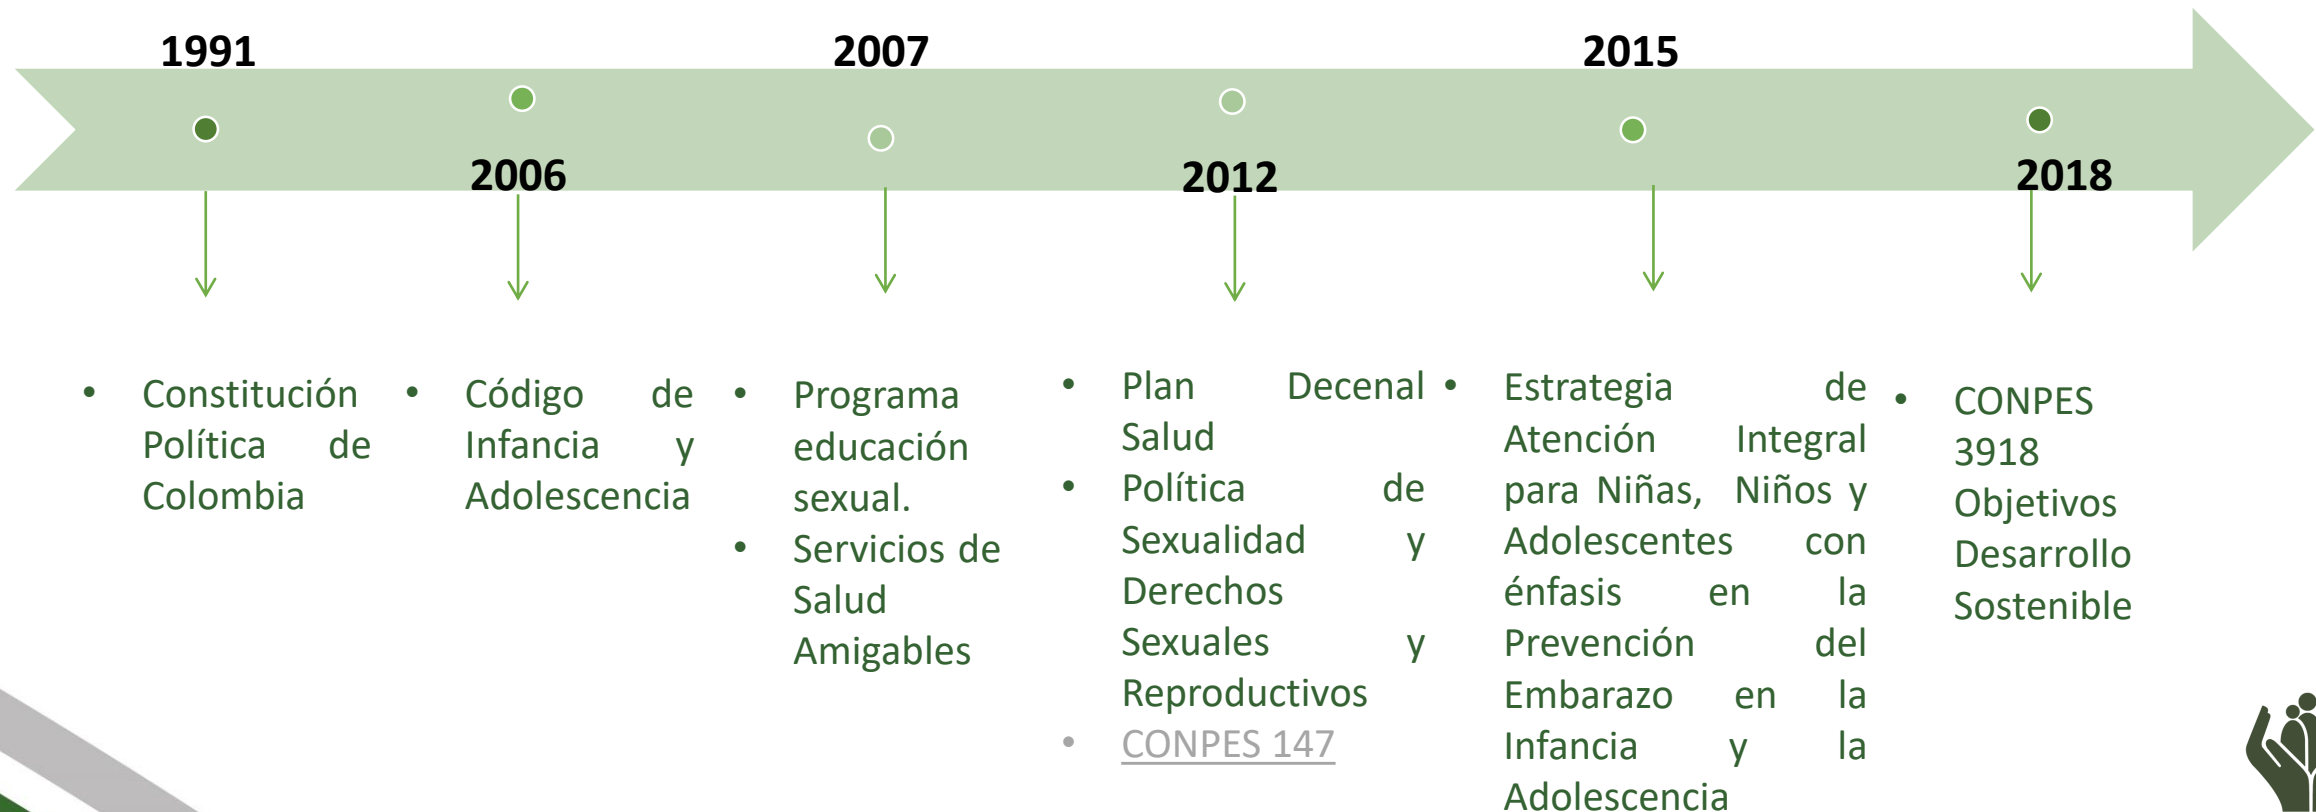 1991
2006
2007
2012
2015
2018
• Constitución
Política de
Colombia
• Código de
Infancia y
Adolescencia
• Programa
educación
sexual.
• Servicios de
Salud
Amigables
• Plan Decenal
Salud
• Política de
Sexualidad y
Derechos
Sexuales y
Reproductivos
• CONPES 147
• Estrategia de
Atención Integral
para Niñas, Niños y
Adolescentes con
énfasis en la
Prevención del
Embarazo en la
Infancia y la
Adolescencia
• CONPES
3918
Objetivos
Desarrollo
Sostenible